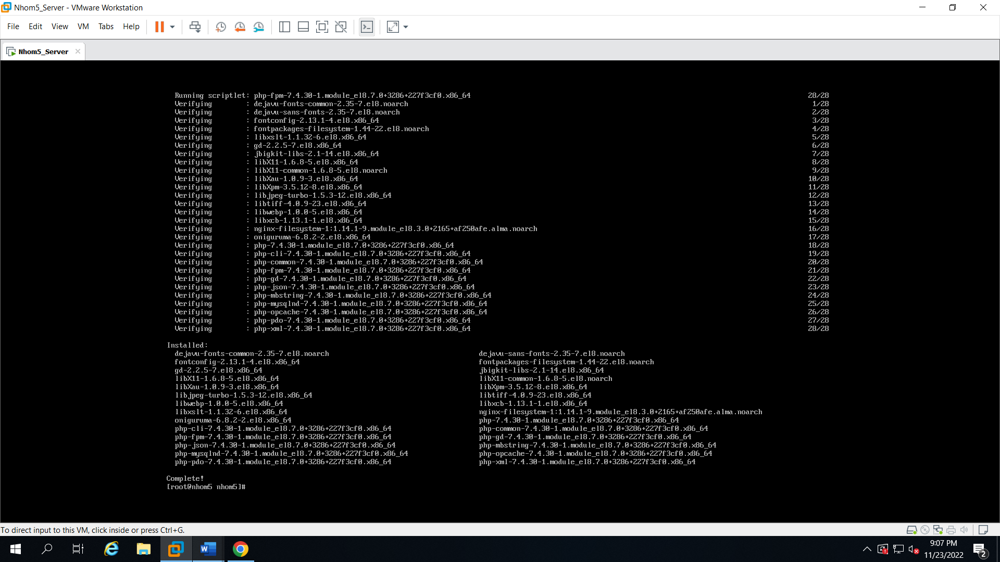 Nhom5_Server - VMware Workstation
File Edit View VM Tabs Help
Nhom5_Server
Running scriptlet: php-fpm-7.4.30-1.module_el8.7.0+3286+227f3cf0.x86_64 28/28
Verifying : dejavu-fonts-common-2.35-7.el8.noarch 1/28
Verifying : dejavu-sans-fonts-2.35-7.el8.noarch 2/28
Verifying : fontconfig-2.13.1-4.el8.x86_64 3/28
Verifying : fontpackages-filesystem-1.44-22.el8.noarch 4/28
Verifying : libxslt-1.1.32-6.el8.x86_64 5/28
Verifying : gd-2.2.5-7.el8.x86_64 6/28
Verifying : jbigkit-libs-2.1-14.el8.x86_64 7/28
Verifying : libX11-1.6.8-5.el8.x86_64 8/28
Verifying : libX11-common-1.6.8-5.el8.noarch 9/28
Verifying : libXau-1.0.9-3.el8.x86_64 10/28
Verifying : libXpm-3.5.12-8.el8.x86_64 11/28
Verifying : libjpeg-turbo-1.5.3-12.el8.x86_64 12/28
Verifying : libtiff-4.0.9-23.el8.x86_64 13/28
Verifying : libwebp-1.0.0-5.el8.x86_64 14/28
Verifying : libxcb-1.13.1-1.el8.x86_64 15/28
Verifying : nginx-filesystem-1:1.14.1-9.module_el8.3.0+2165+af250afe.alma.noarch 16/28
Verifying : oniguruma-6.8.2-2.el8.x86_64 17/28
Verifying : php-7.4.30-1.module_el8.7.0+3286+227f3cf0.x86_64 18/28
Verifying : php-cli-7.4.30-1.module_el8.7.0+3286+227f3cf0.x86_64 19/28
Verifying : php-common-7.4.30-1.module_el8.7.0+3286+227f3cf0.x86_64 20/28
Verifying : php-fpm-7.4.30-1.module_el8.7.0+3286+227f3cf0.x86_64 21/28
Verifying : php-gd-7.4.30-1.module_el8.7.0+3286+227f3cf0.x86_64 22/28
Verifying : php-json-7.4.30-1.module_el8.7.0+3286+227f3cf0.x86_64 23/28
Verifying : php-mbstring-7.4.30-1.module_el8.7.0+3286+227f3cf0.x86_64 24/28
Verifying : php-mysqlnd-7.4.30-1.module_el8.7.0+3286+227f3cf0.x86_64 25/28
Verifying : php-opcache-7.4.30-1.module_el8.7.0+3286+227f3cf0.x86_64 26/28
Verifying : php-pdo-7.4.30-1.module_el8.7.0+3286+227f3cf0.x86_64 27/28
Verifying : php-xml-7.4.30-1.module_el8.7.0+3286+227f3cf0.x86_64 28/28
Installed:
dejavu-fonts-common-2.35-7.el8.noarch dejavu-sans-fonts-2.35-7.el8.noarch
fontconfig-2.13.1-4.el8.x86_64 fontpackages-filesystem-1.44-22.el8.noarch
gd-2.2.5-7.el8.x86_64 jbigkit-libs-2.1-14.el8.x86_64
libX11-1.6.8-5.el8.x86_64 libX11-common-1.6.8-5.el8.noarch
libXau-1.0.9-3.el8.x86_64 libXpm-3.5.12-8.el8.x86_64
libjpeg-turbo-1.5.3-12.el8.x86_64 libtiff-4.0.9-23.el8.x86_64
libwebp-1.0.0-5.el8.x86_64 libxcb-1.13.1-1.el8.x86_64
libxslt-1.1.32-6.el8.x86_64 nginx-filesystem-1:1.14.1-9.module_el8.3.0+2165+af250afe.alma.noarch
oniguruma-6.8.2-2.el8.x86_64 php-7.4.30-1.module_el8.7.0+3286+227f3cf0.x86_64
php-cli-7.4.30-1.module_el8.7.0+3286+227f3cf0.x86_64 php-common-7.4.30-1.module_el8.7.0+3286+227f3cf0.x86_64
php-fpm-7.4.30-1.module_el8.7.0+3286+227f3cf0.x86_64 php-gd-7.4.30-1.module_el8.7.0+3286+227f3cf0.x86_64
php-json-7.4.30-1.module_el8.7.0+3286+227f3cf0.x86_64 php-mbstring-7.4.30-1.module_el8.7.0+3286+227f3cf0.x86_64
php-mysqlnd-7.4.30-1.module_el8.7.0+3286+227f3cf0.x86_64 php-opcache-7.4.30-1.module_el8.7.0+3286+227f3cf0.x86_64
php-pdo-7.4.30-1.module_el8.7.0+3286+227f3cf0.x86_64 php-xml-7.4.30-1.module_el8.7.0+3286+227f3cf0.x86_64
Complete!
[root@nhom5 nhom5]#
To direct input to this VM, click inside or press Ctrl+G.
9:07 PM
11/23/2022
2